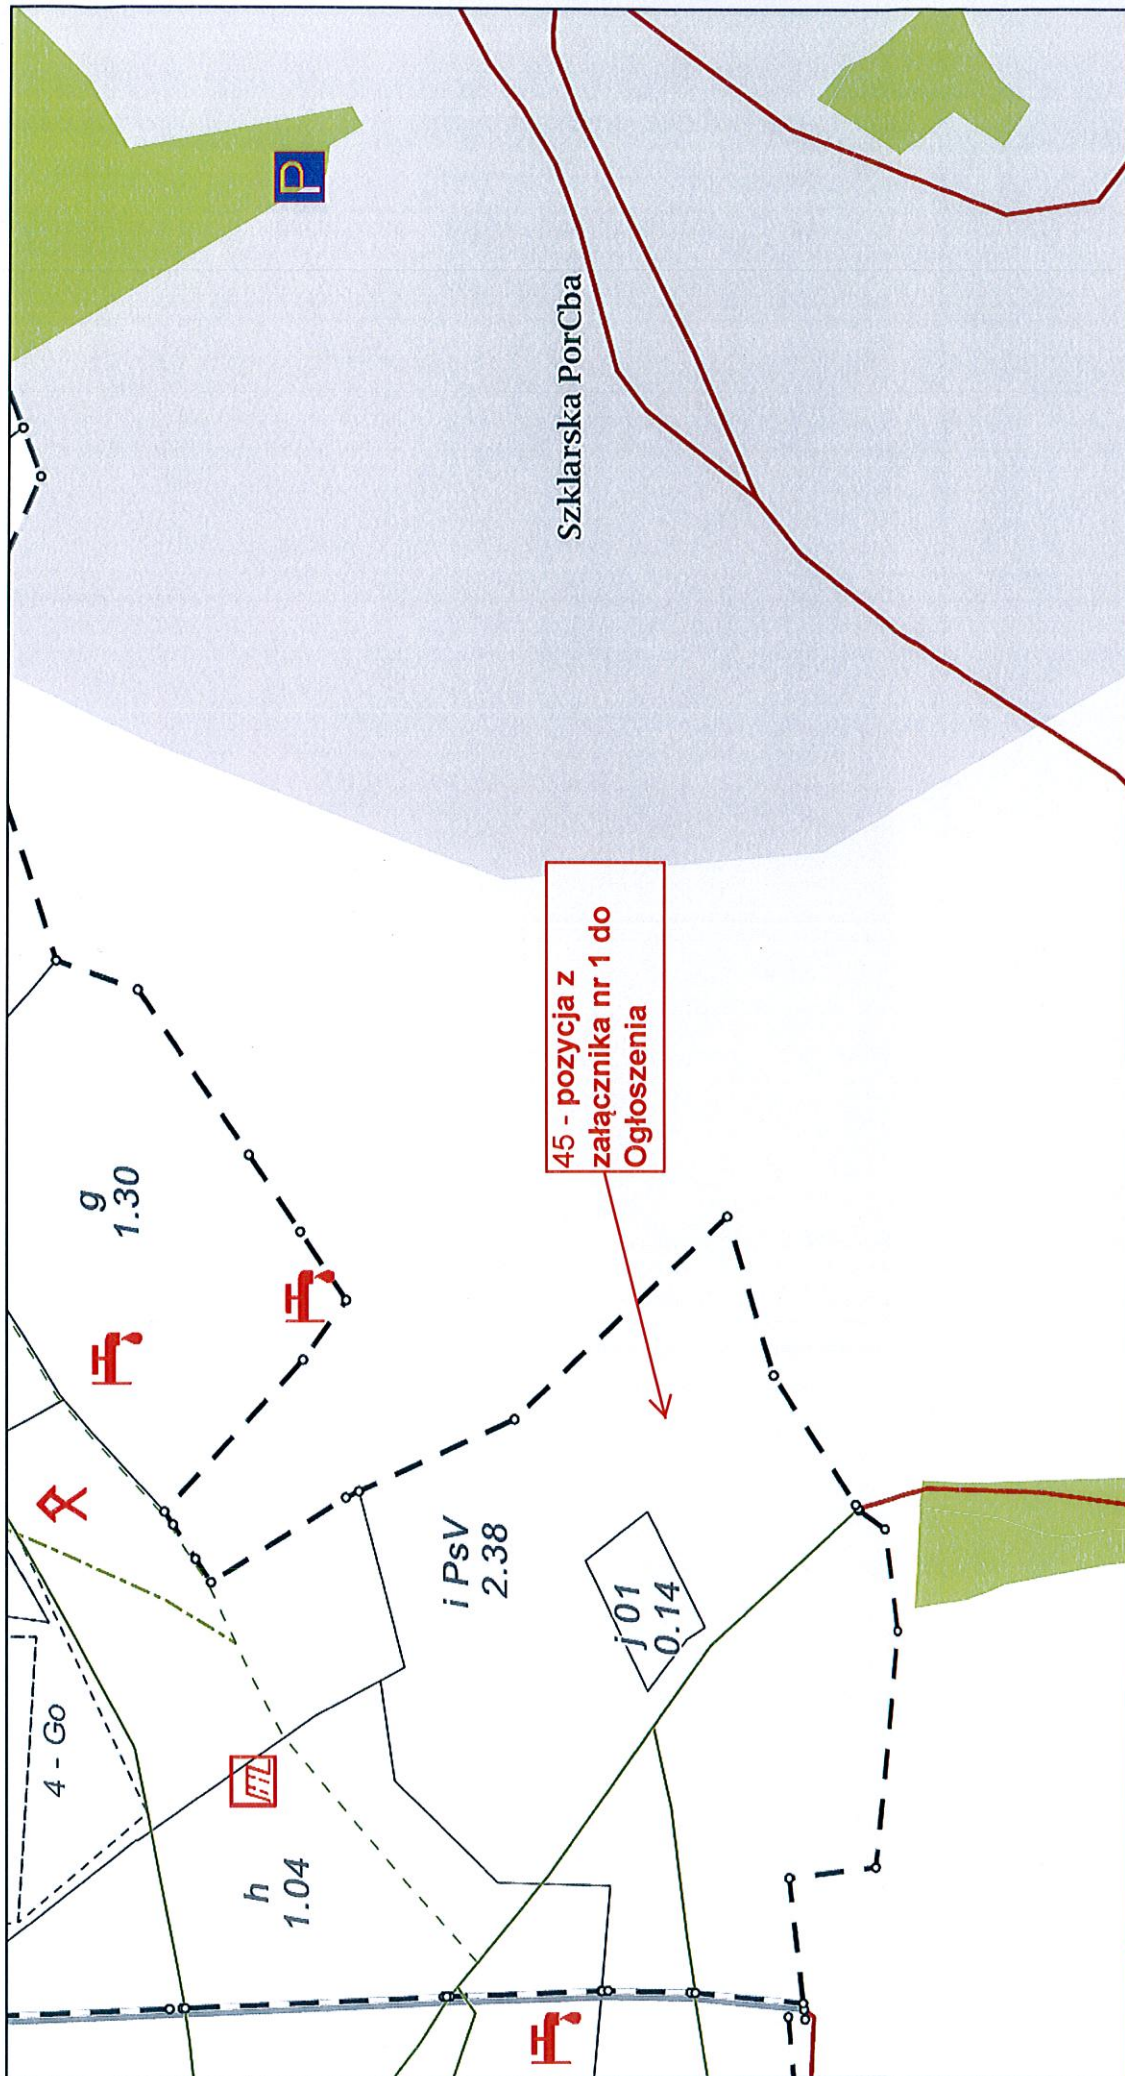 P
Szklarska PorCba
45 - pozycja z
załącznika nr 1 do
Ogłoszenia
g
1.30
i PsV
2.38
j 01
0.14
4 - Go
h
1.04